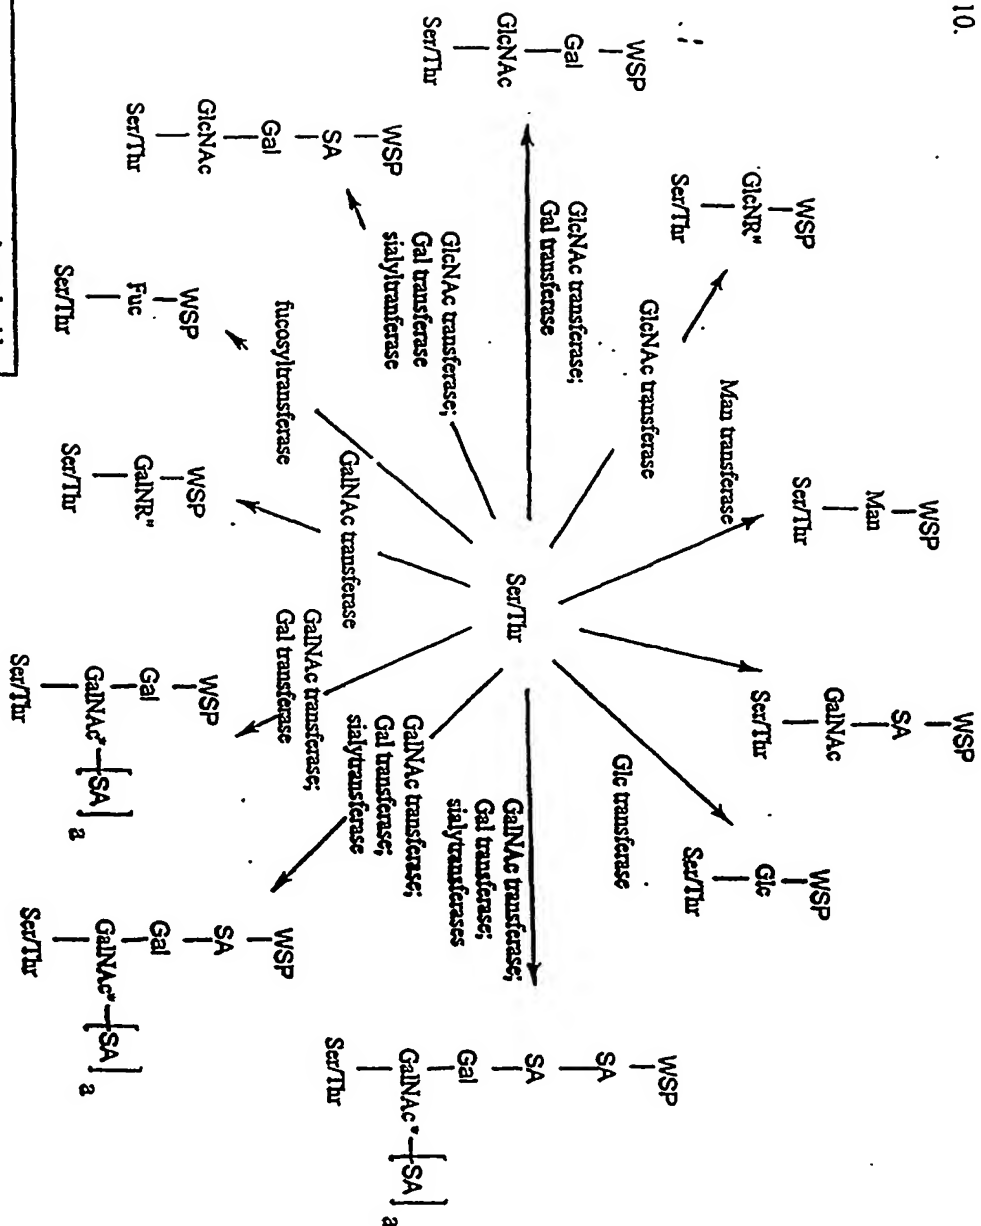 10.
WSP
Gal
GlcNAc
Ser/Thr
WSP
SA
Gal
GlcNAc
Ser/Thr
WSP
Fuc
Ser/Thr
WSP
GalNR"
Ser/Thr
WSP
Gal
GalNAc* [SA] a
Ser/Thr
WSP
SA
Gal
GalNAc* [SA] a
Ser/Thr
WSP
SA
SA
Gal
GalNAc* [SA] a
Ser/Thr
WSP
Glc
Ser/Thr
WSP
SA
GalNAc
Ser/Thr
WSP
Man
Ser/Thr
WSP
GlcNR"
Ser/Thr
Ser/Thr
GlcNAc transferase;
Gal transferase
GlcNAc transferase
Man transferase
Glc transferase
GalNAc transferase;
Gal transferase;
sialytransferases
GalNAc transferase;
Gal transferase;
sialytransferase
GalNAc transferase;
Gal transferase
GalNAc transferase
fucosyltransferase
GlcNAc transferase;
Gal transferase
sialyltranferase